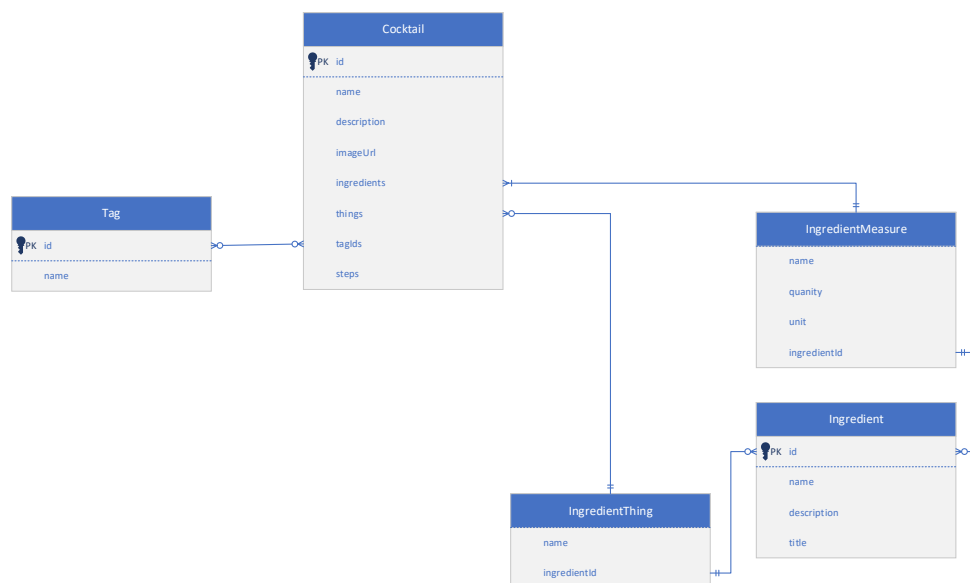 Cocktail
PK id
name
description
imageUrl
ingredients
things
tagIds
steps
Tag
PK id
name
IngredientMeasure
name
quanity
unit
ingredientId
Ingredient
PK id
name
description
title
IngredientThing
name
ingredientId